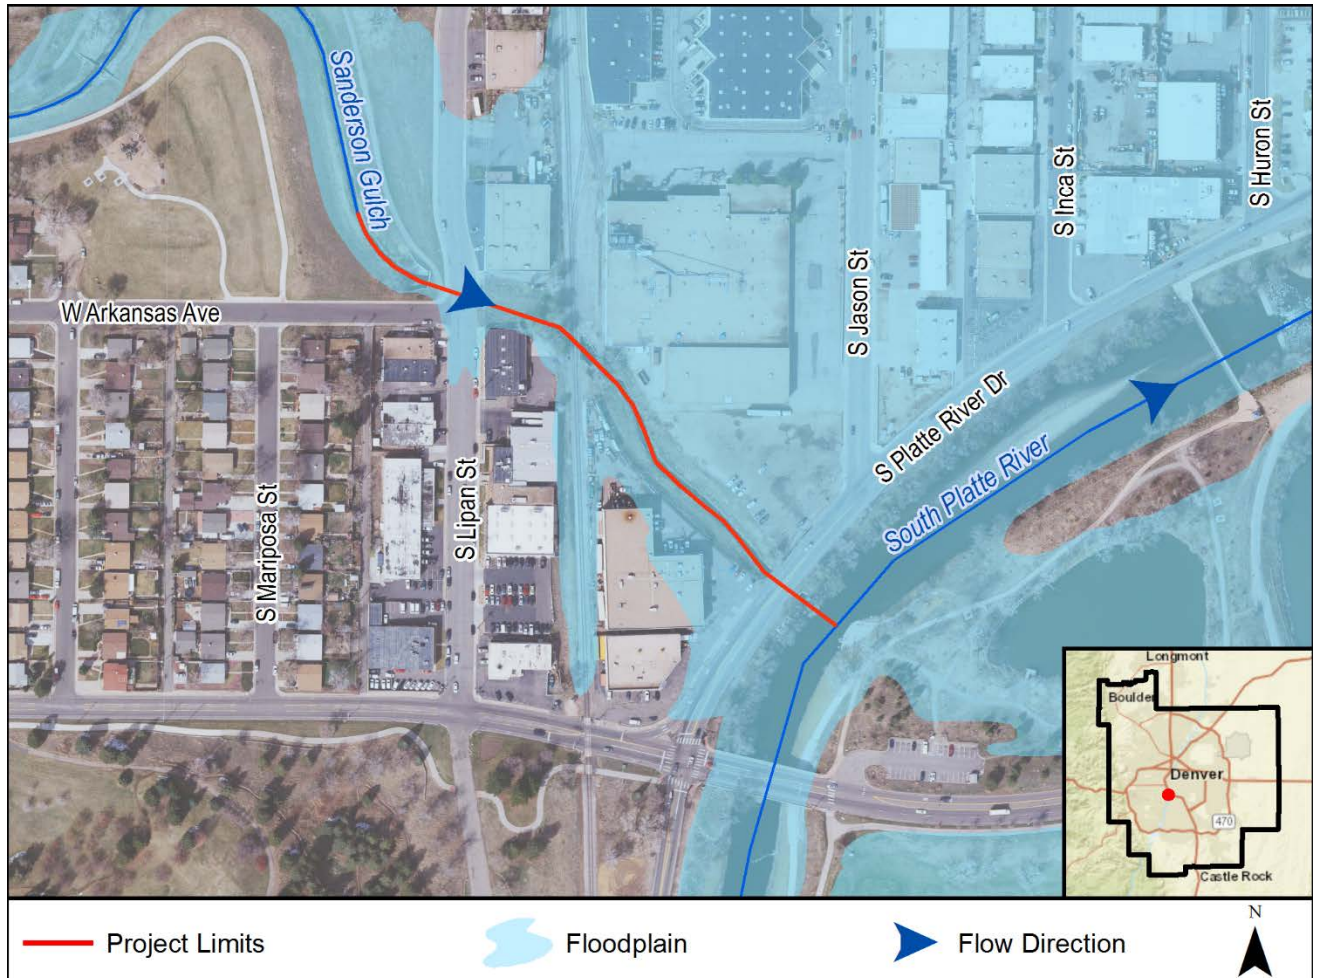 Sanderson Gulch
S Huron St
S Inca St
W Arkansas Ave
S Jason St
S Platte River Dr
South Platte River
S Lipan St
S Mariposa St
Longmont
Boulder
Denver
470
Castle Rock
Project Limits
Floodplain
Flow Direction
N